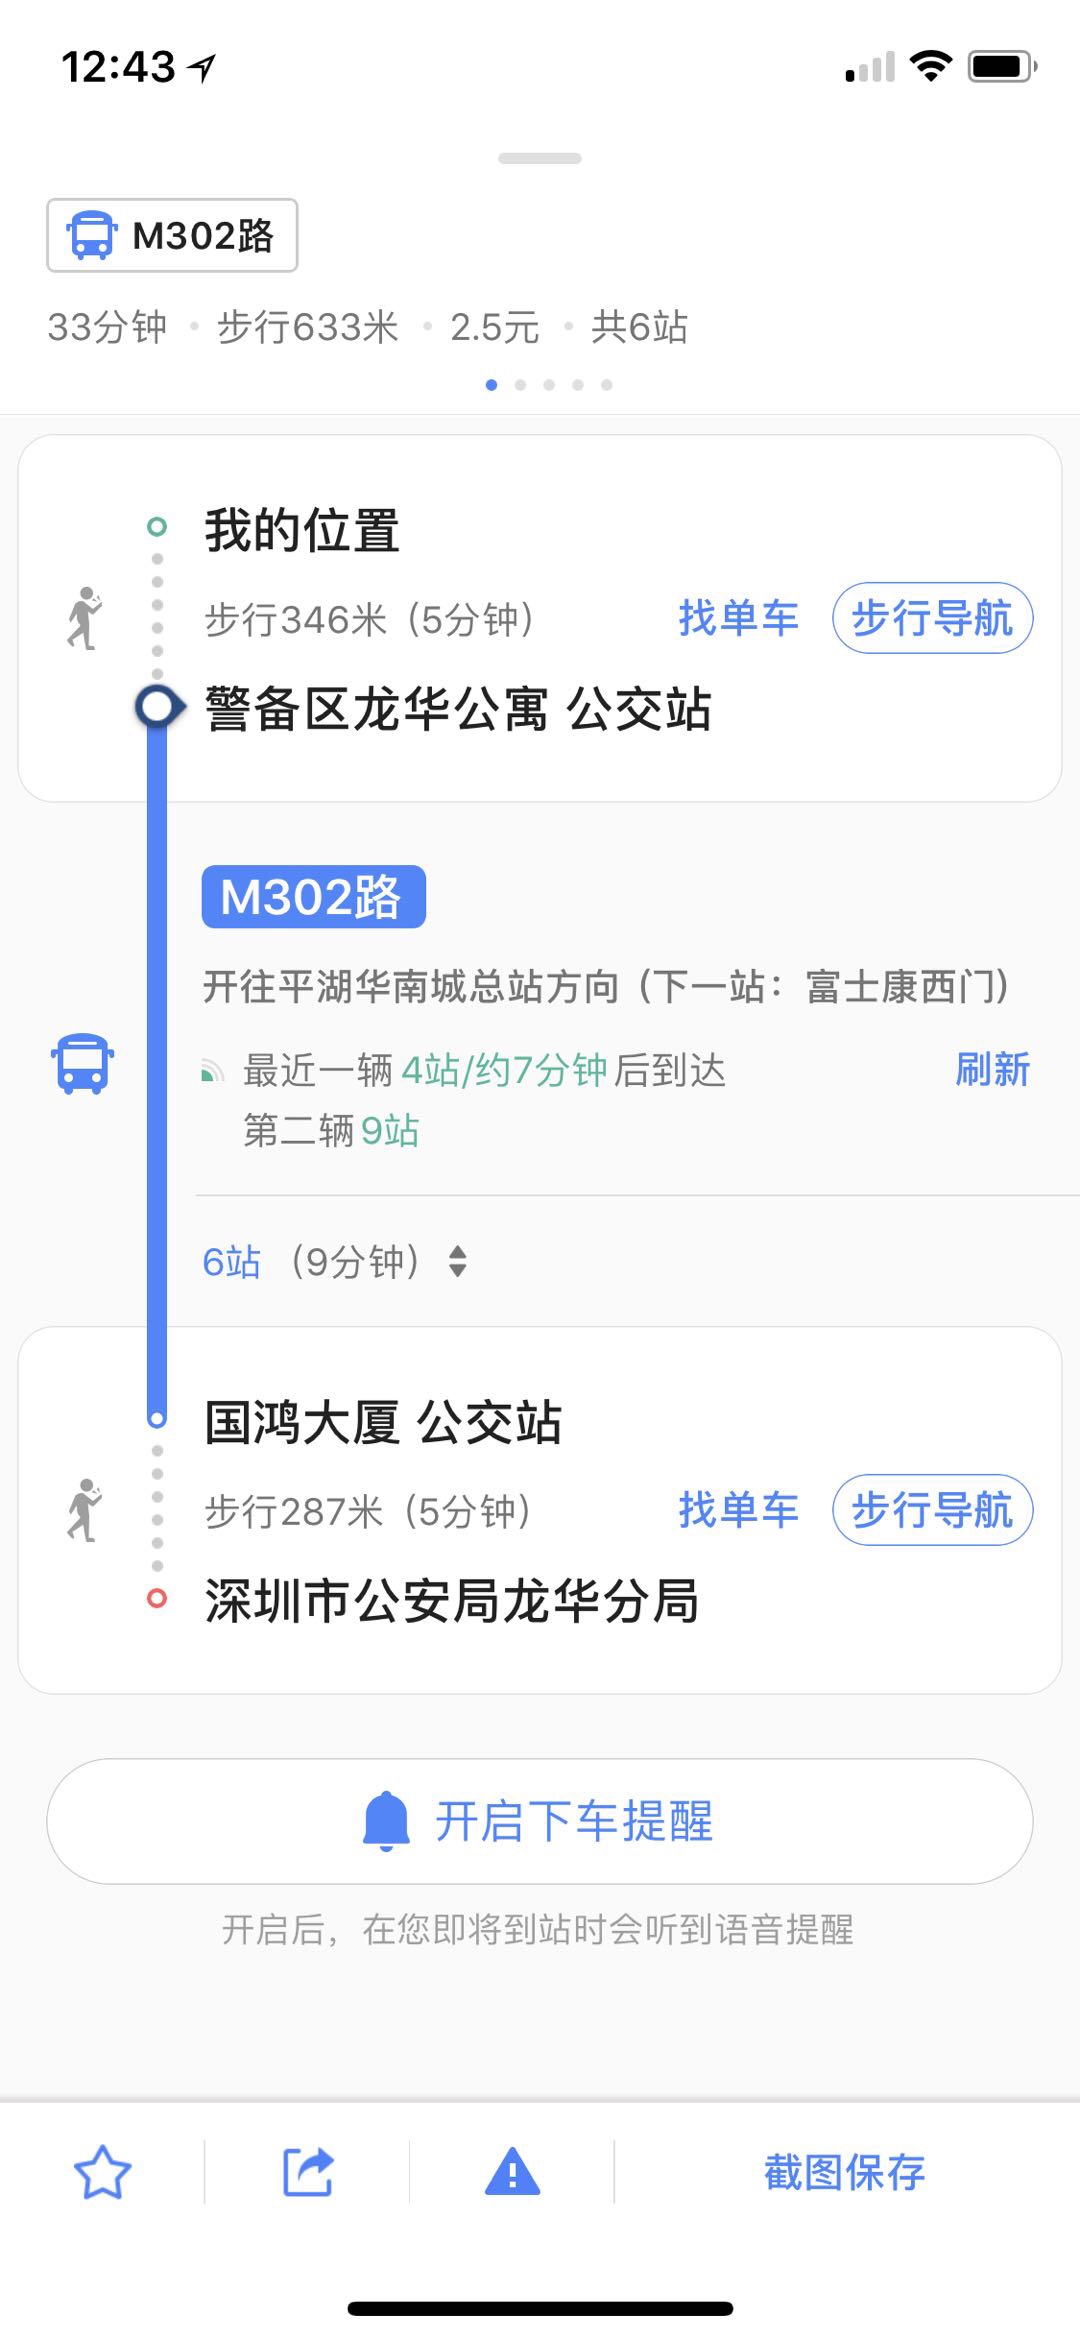 12:43
M302路
33分钟 · 步行633米 · 2.5元 · 共6站
我的位置
步行346米（5分钟） 找单车 步行导航
警备区龙华公寓 公交站
M302路
开往平湖华南城总站方向（下一站：富士康西门）
最近一辆 4站/约7分钟 后到达 刷新
第二辆 9站
6站 （9分钟）
国鸿大厦 公交站
步行287米（5分钟） 找单车 步行导航
深圳市公安局龙华分局
开启下车提醒
开启后，在您即将到站时会听到语音提醒
截图保存